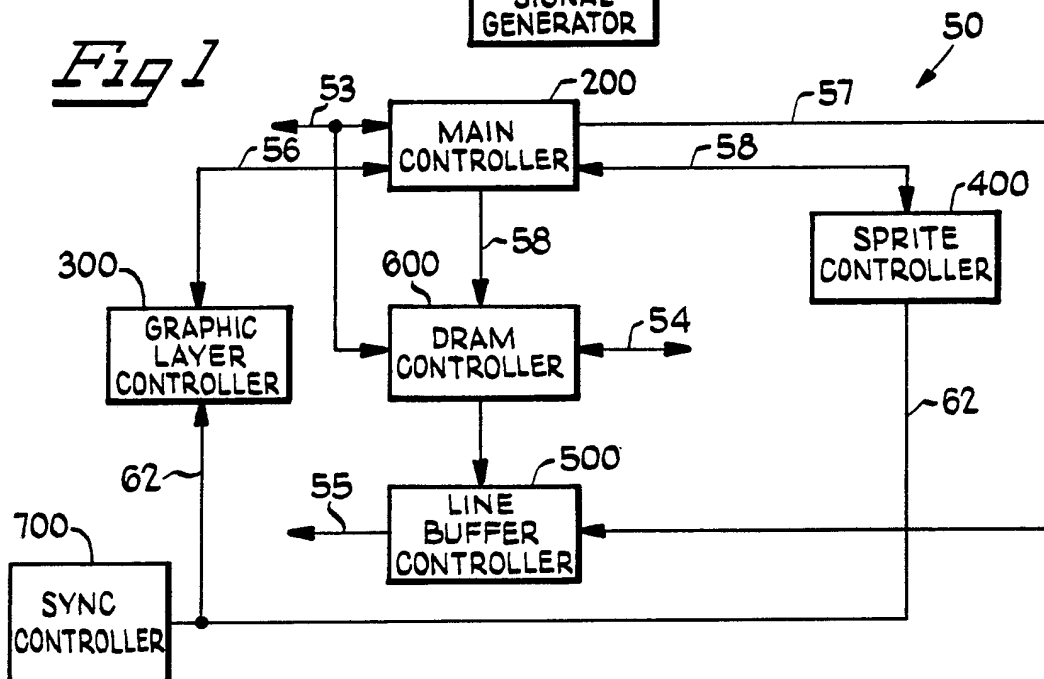 SIGNAL
GENERATOR
Fig 1
50
53
200
57
MAIN
CONTROLLER
56
58
400
58
SPRITE
CONTROLLER
300
600
GRAPHIC
LAYER
CONTROLLER
DRAM
CONTROLLER
54
62
62
55
500
LINE
BUFFER
CONTROLLER
700
SYNC
CONTROLLER